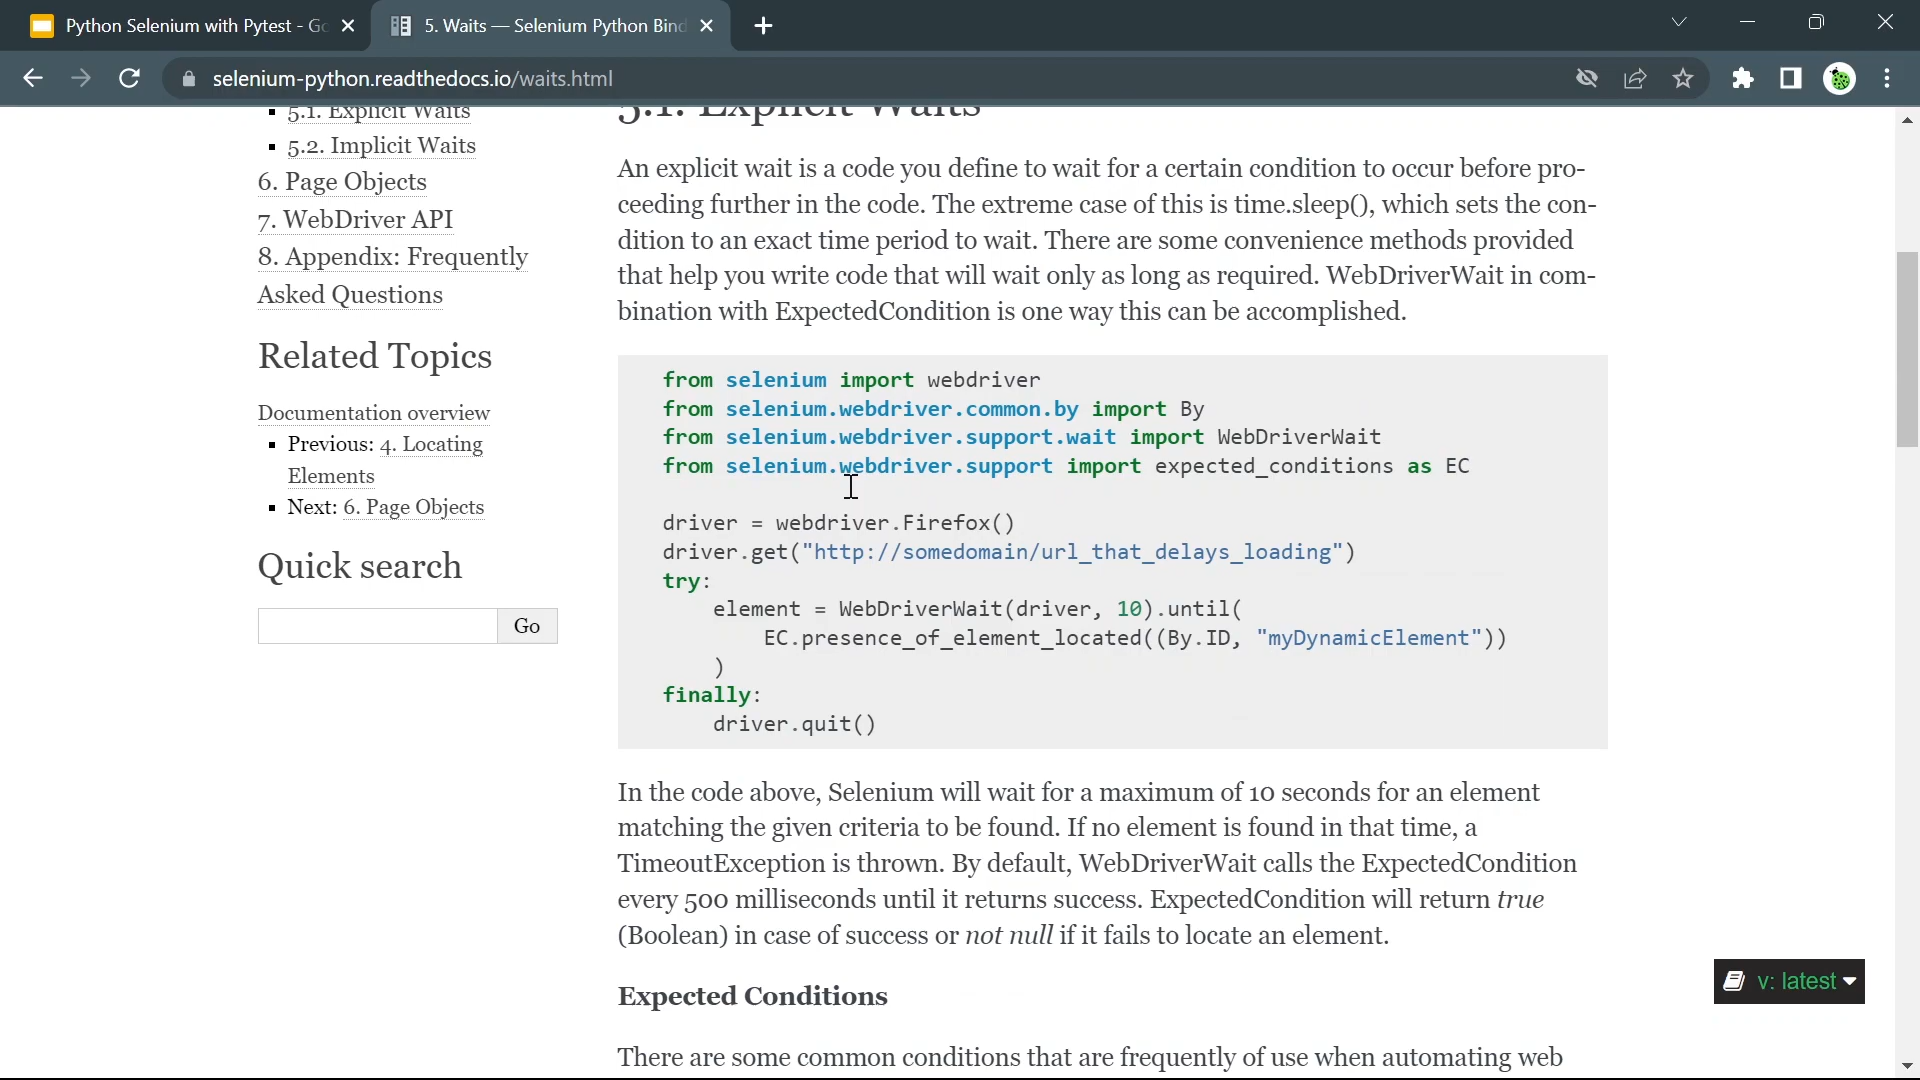 Python Selenium with Pytest - Go
5. Waits — Selenium Python Bind
selenium-python.readthedocs.io/waits.html
5.1. Explicit Waits
5.2. Implicit Waits
6. Page Objects
7. WebDriver API
8. Appendix: Frequently
Asked Questions
Related Topics
Documentation overview
Previous: 4. Locating
Elements
Next: 6. Page Objects
Quick search
Go
5.1. Explicit Waits
An explicit wait is a code you define to wait for a certain condition to occur before pro-
ceeding further in the code. The extreme case of this is time.sleep(), which sets the con-
dition to an exact time period to wait. There are some convenience methods provided
that help you write code that will wait only as long as required. WebDriverWait in com-
bination with ExpectedCondition is one way this can be accomplished.
from selenium import webdriver
from selenium.webdriver.common.by import By
from selenium.webdriver.support.wait import WebDriverWait
from selenium.webdriver.support import expected_conditions as EC
driver = webdriver.Firefox()
driver.get("http://somedomain/url_that_delays_loading")
try:
    element = WebDriverWait(driver, 10).until(
        EC.presence_of_element_located((By.ID, "myDynamicElement"))
    )
finally:
    driver.quit()
In the code above, Selenium will wait for a maximum of 10 seconds for an element
matching the given criteria to be found. If no element is found in that time, a
TimeoutException is thrown. By default, WebDriverWait calls the ExpectedCondition
every 500 milliseconds until it returns success. ExpectedCondition will return true
(Boolean) in case of success or not null if it fails to locate an element.
v: latest
Expected Conditions
There are some common conditions that are frequently of use when automating web